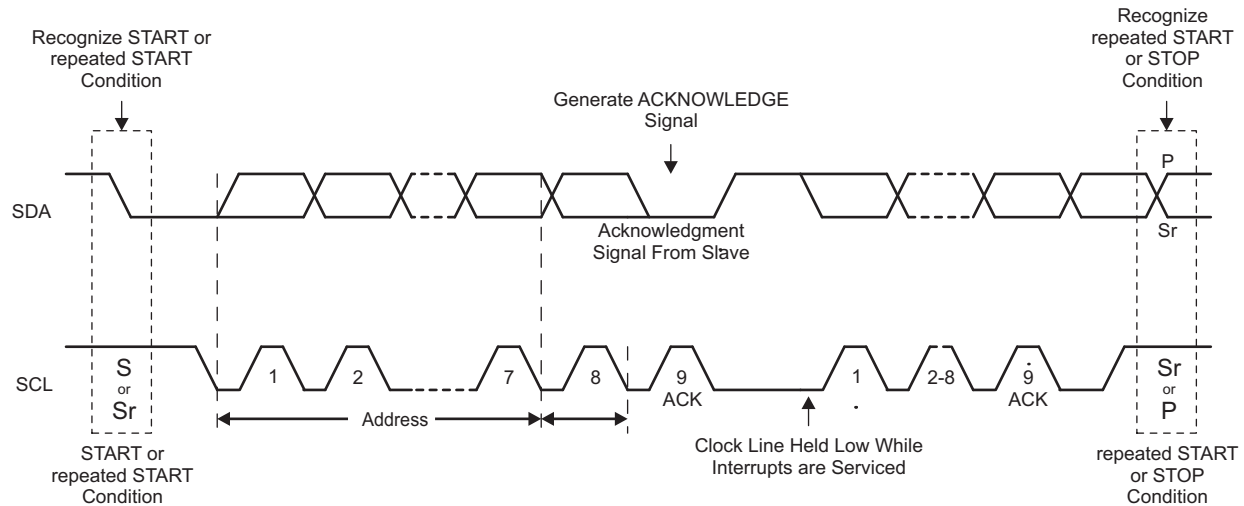 Recognize START or
repeated START
Condition
Recognize
repeated START
or STOP
Condition
Generate ACKNOWLEDGE
Signal
SDA
P
Sr
Acknowledgment
Signal From Slave
SCL
S
or
Sr
1
2
7
8
9
ACK
1
2-8
9
ACK
Sr
or
P
Address
Clock Line Held Low While
Interrupts are Serviced
START or
repeated START
Condition
repeated START
or STOP
Condition